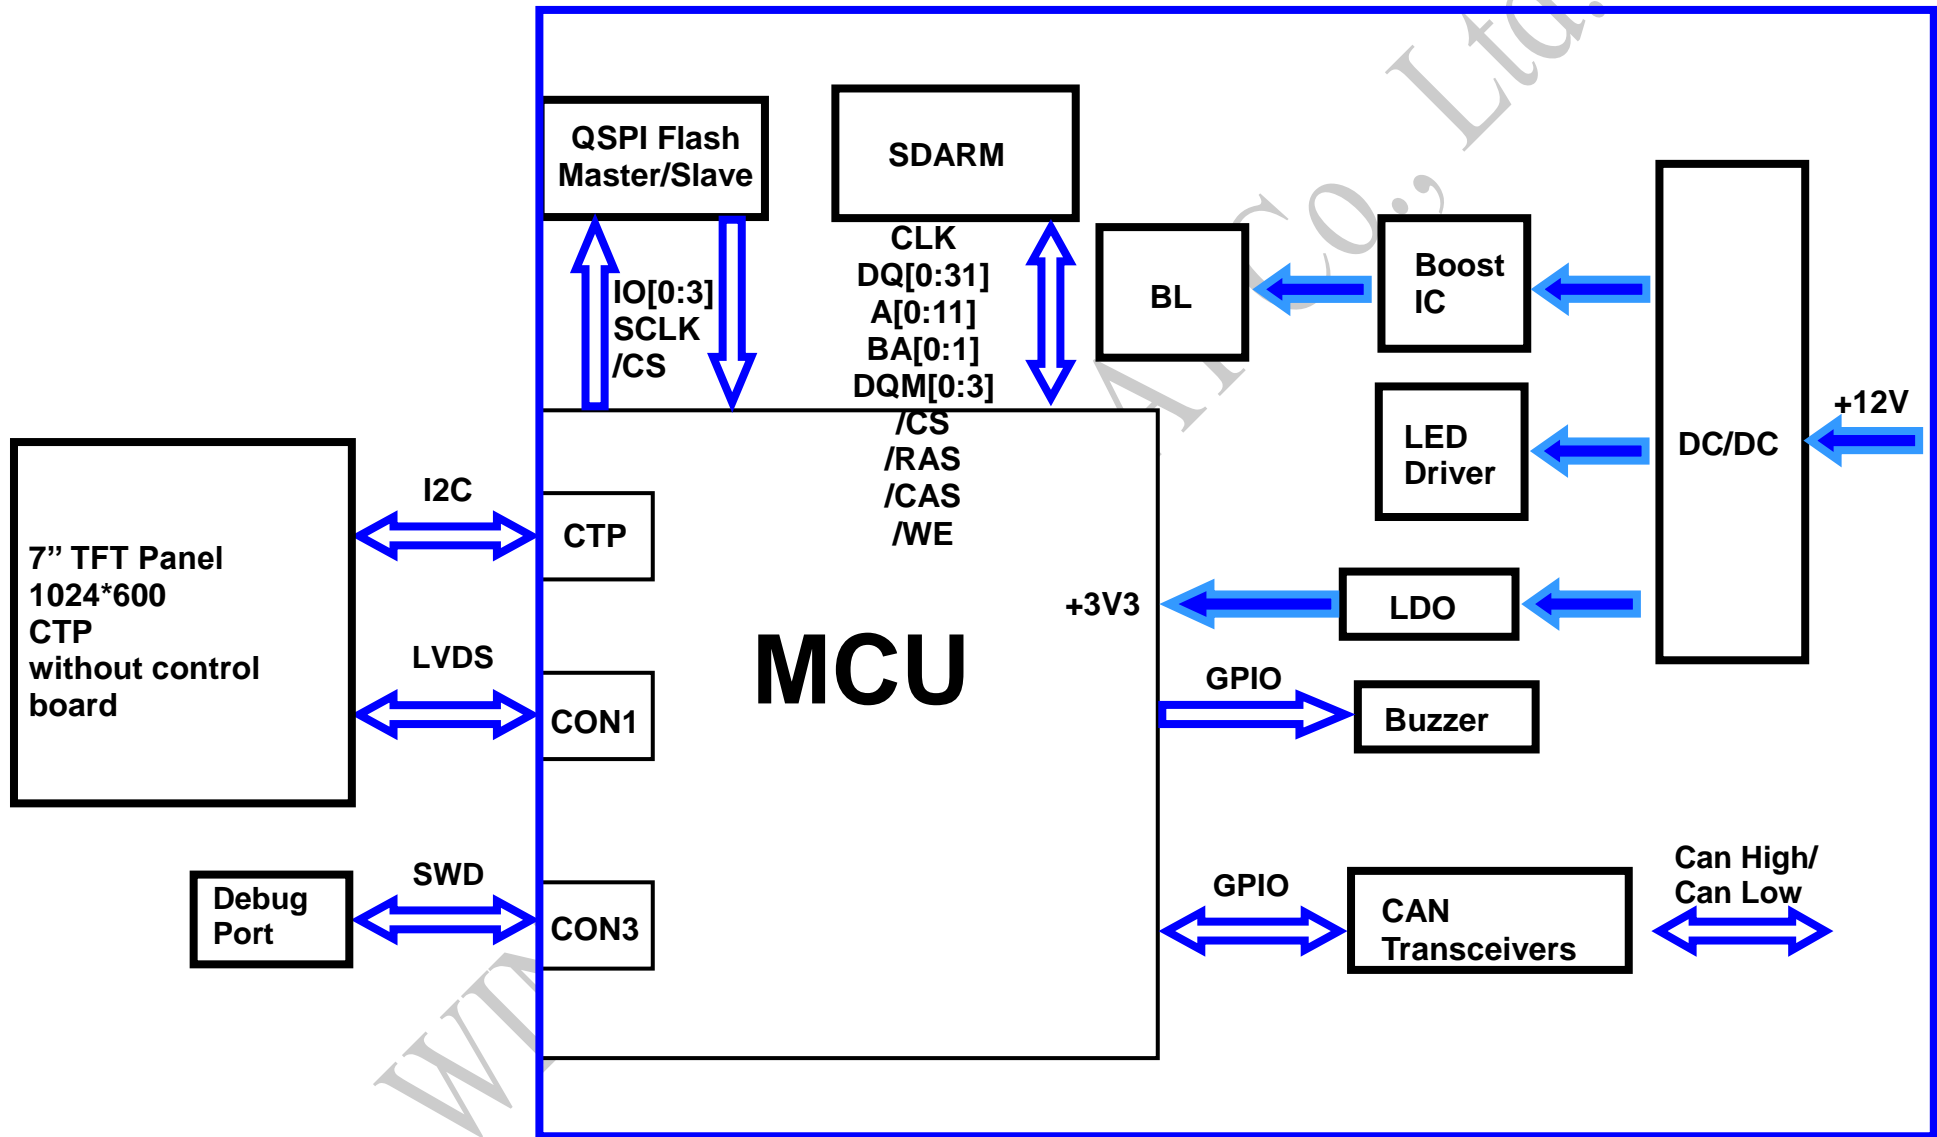 QSPI Flash
Master/Slave
SDARM
IO[0:3]
SCLK
/CS
CLK
DQ[0:31]
A[0:11]
BA[0:1]
DQM[0:3]
/CS
/RAS
/CAS
/WE
BL
Boost
IC
LED
Driver
DC/DC
+12V
7” TFT Panel
1024*600
CTP
without control
board
I2C
CTP
LVDS
CON1
MCU
+3V3
LDO
GPIO
Buzzer
Debug
Port
SWD
CON3
GPIO
CAN
Transceivers
Can High/
Can Low
Co., Ltd.